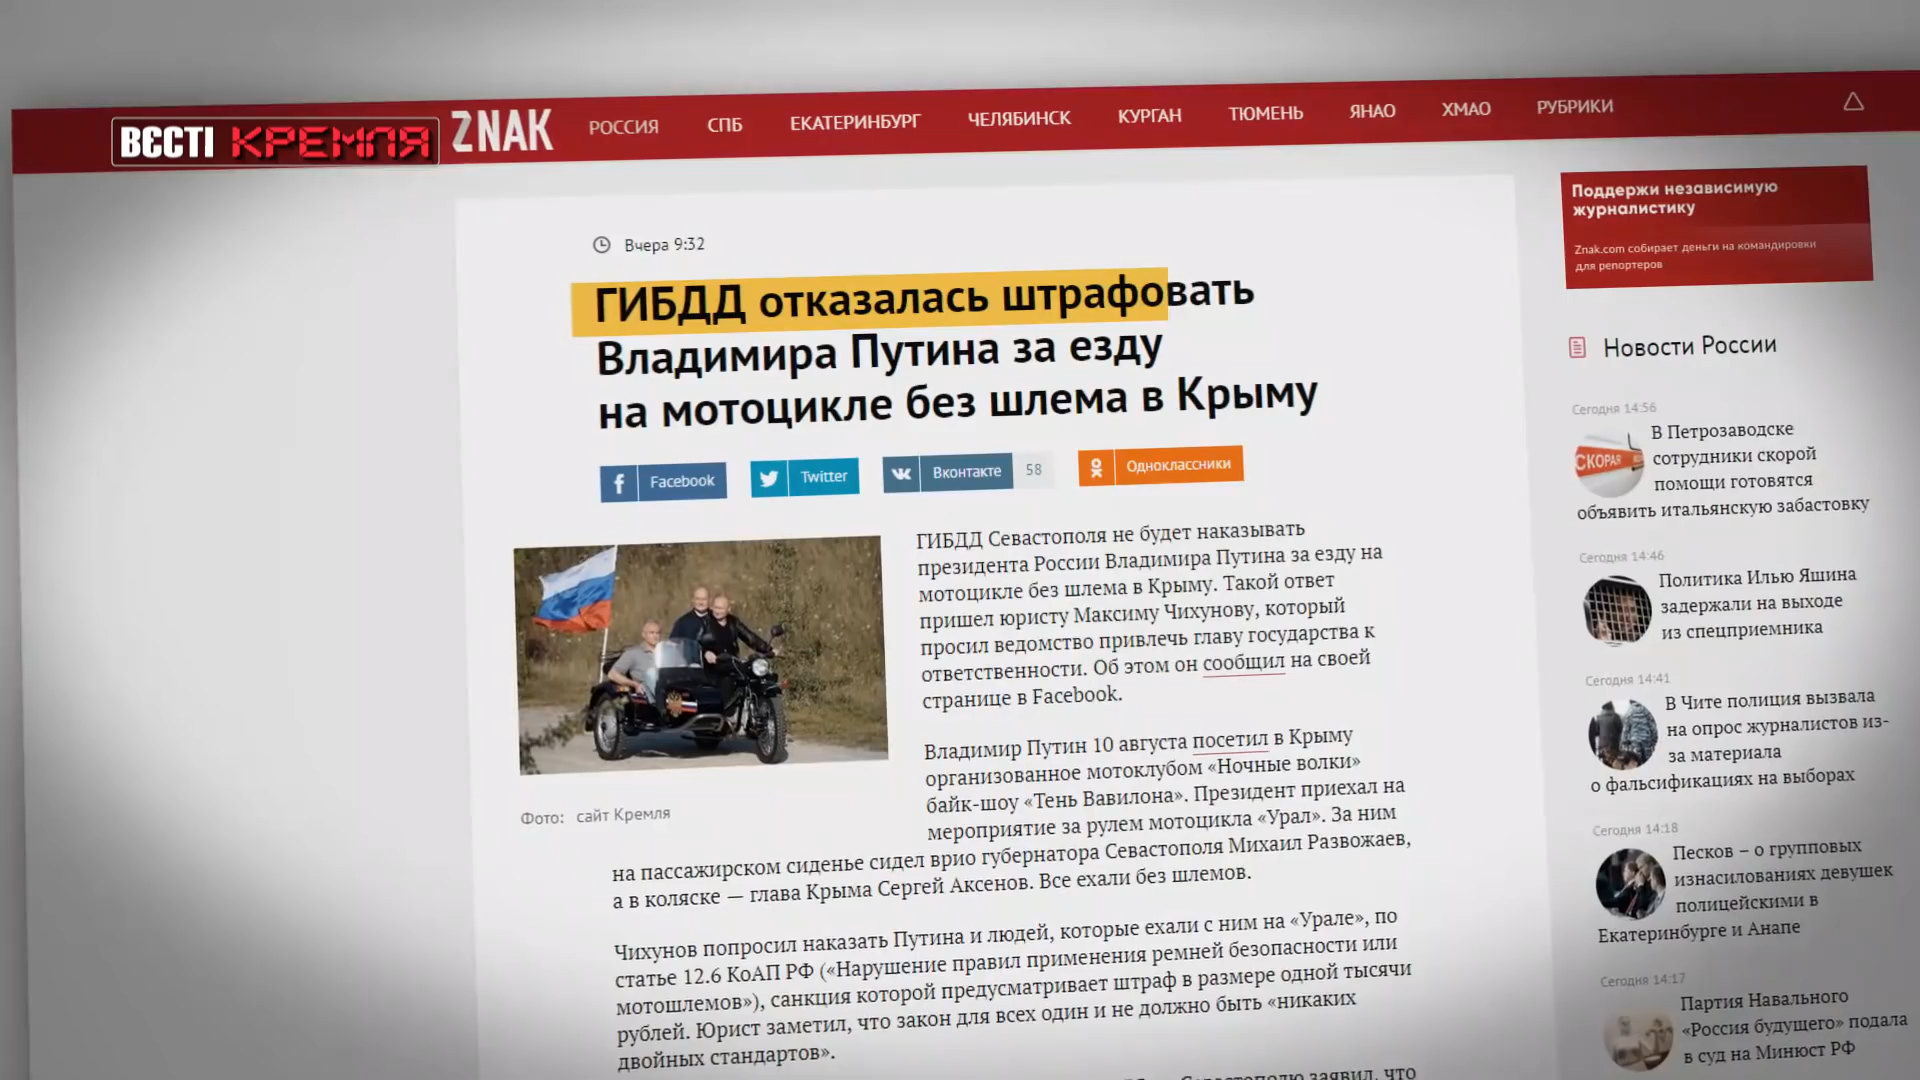 ВЄСТІ КРЕМЛЯ
ZNAK
РОССИЯ
СПБ
ЕКАТЕРИНБУРГ
ЧЕЛЯБИНСК
КУРГАН
ТЮМЕНЬ
ЯНАО
ХМАО
РУБРИКИ
Вчера 9:32
ГИБДД отказалась штрафовать
Владимира Путина за езду
на мотоцикле без шлема в Крыму
Facebook
Twitter
Вконтакте 58
Одноклассники
ГИБДД Севастополя не будет наказывать
президента России Владимира Путина за езду на
мотоцикле без шлема в Крыму. Такой ответ
пришел юристу Максиму Чихунову, который
просил ведомство привлечь главу государства к
ответственности. Об этом он сообщил на своей
странице в Facebook.
Фото: сайт Кремля
Владимир Путин 10 августа посетил в Крыму
организованное мотоклубом «Ночные волки»
байк-шоу «Тень Вавилона». Президент приехал на
мероприятие за рулем мотоцикла «Урал». За ним
на пассажирском сиденье сидел врио губернатора Севастополя Михаил Развожаев,
а в коляске — глава Крыма Сергей Аксенов. Все ехали без шлемов.
Чихунов попросил наказать Путина и людей, которые ехали с ним на «Урале», по
статье 12.6 КоАП РФ («Нарушение правил применения ремней безопасности или
мотошлемов»), санкция которой предусматривает штраф в размере одной тысячи
рублей. Юрист заметил, что закон для всех один и не должно быть «никаких
двойных стандартов».
Севастополю заявил, что
Поддержи независимую
журналистику
Znak.com собирает деньги на командировки
для репортеров
Новости России
Сегодня 14:56
СКОРАЯ
В Петрозаводске
сотрудники скорой
помощи готовятся
объявить итальянскую забастовку
Сегодня 14:46
Политика Илью Яшина
задержали на выходе
из спецприемника
Сегодня 14:41
В Чите полиция вызвала
на опрос журналистов из-
за материала
о фальсификациях на выборах
Сегодня 14:18
Песков – о групповых
изнасилованиях девушек
полицейскими в
Екатеринбурге и Анапе
Сегодня 14:17
Партия Навального
«Россия будущего» подала
в суд на Минюст РФ